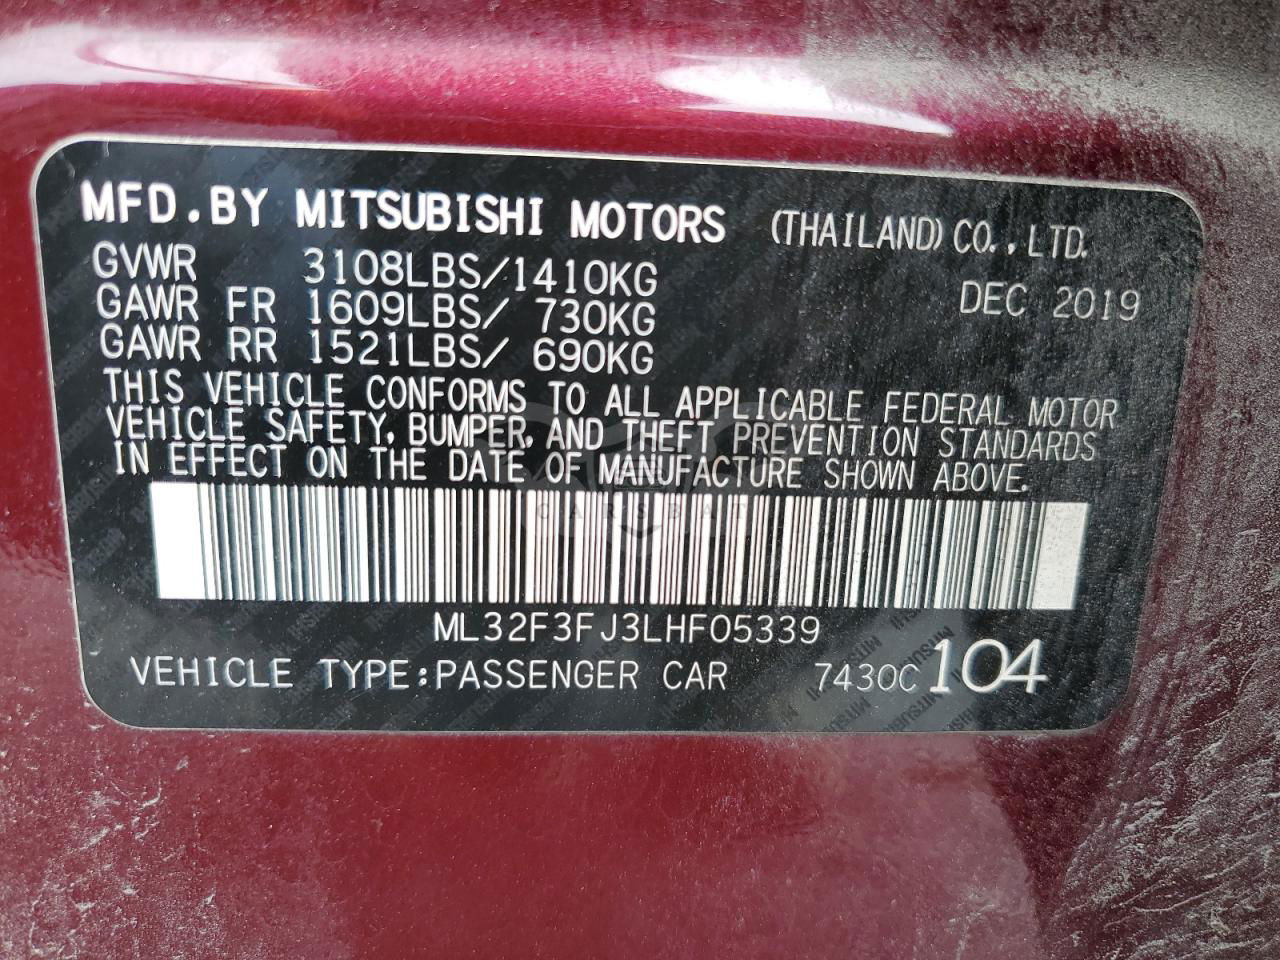 MFD.BY MITSUBISHI MOTORS (THAILAND) CO.,LTD.
GVWR 3108LBS/1410KG DEC 2019
GAWR FR 1609LBS/ 730KG
GAWR RR 1521LBS/ 690KG
THIS VEHICLE CONFORMS TO ALL APPLICABLE FEDERAL MOTOR
VEHICLE SAFETY, BUMPER, AND THEFT PREVENTION STANDARDS
IN EFFECT ON THE DATE OF MANUFACTURE SHOWN ABOVE.
ML32F3FJ3LHF05339
VEHICLE TYPE:PASSENGER CAR 7430C 104